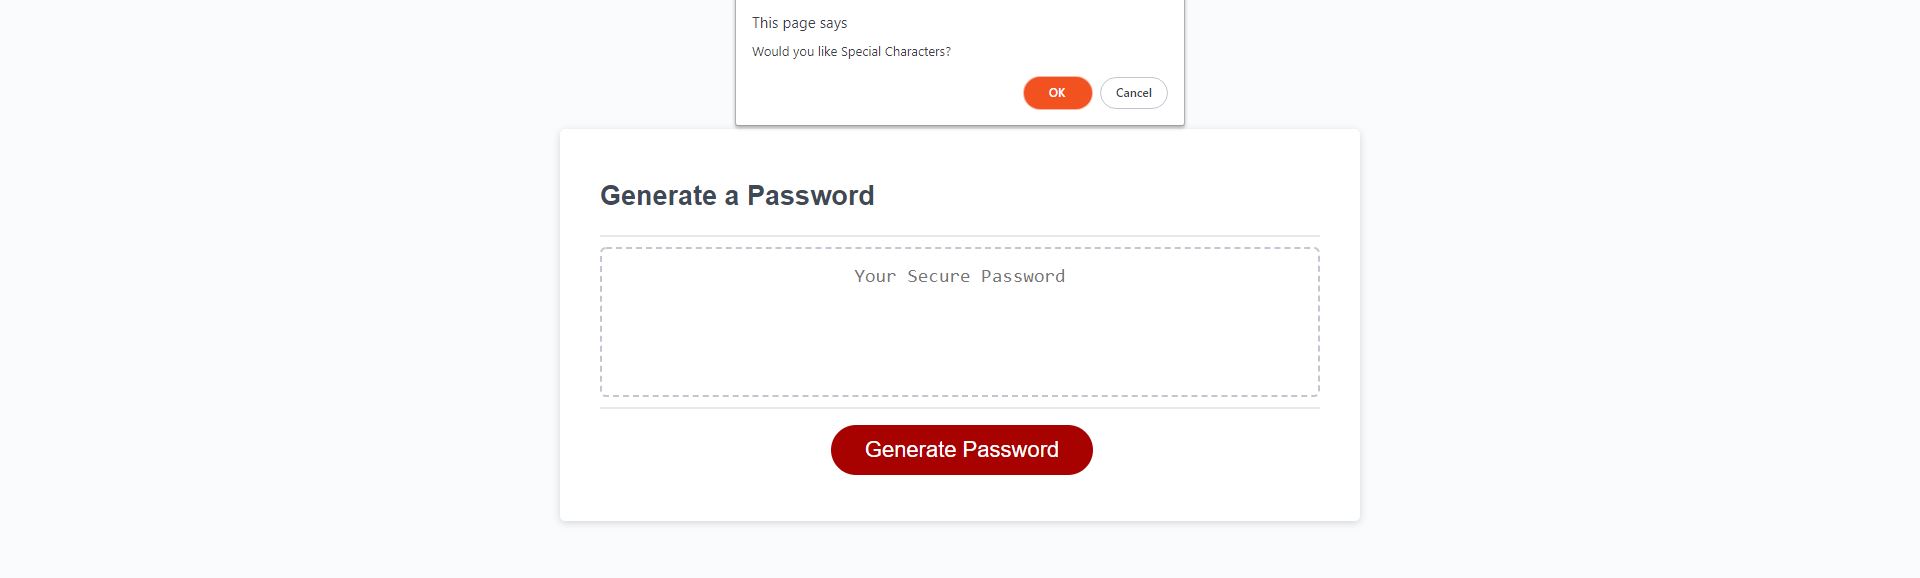 This page says
Would you like Special Characters?
OK Cancel
Generate a Password
Your Secure Password
Generate Password